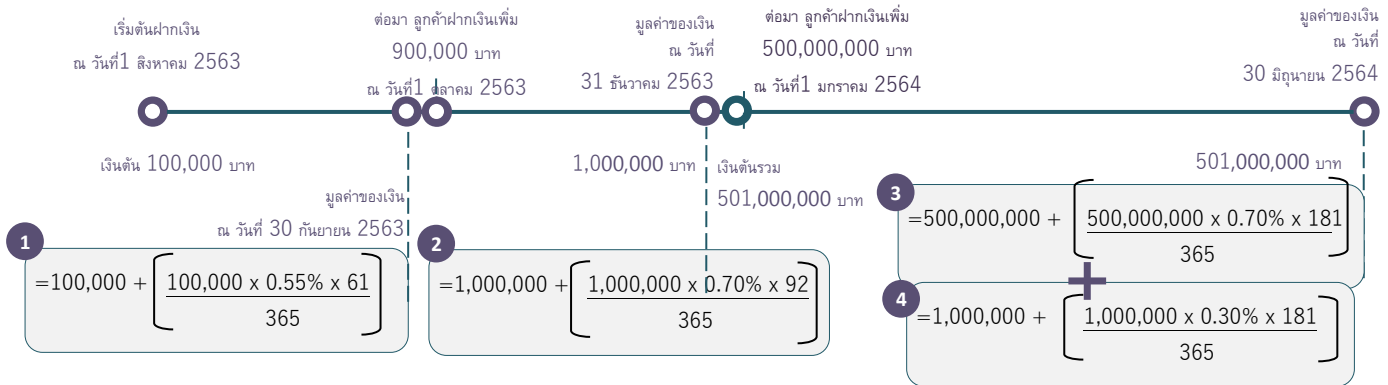 เริ่มต้นฝากเงิน
ณ วันที่1 สิงหาคม 2563
ต่อมา ลูกค้าฝากเงินเพิ่ม
900,000 บาท
ณ วันที่1 ตุลาคม 2563
มูลค่าของเงิน
ณ วันที่
31 ธันวาคม 2563
ต่อมา ลูกค้าฝากเงินเพิ่ม
500,000,000 บาท
ณ วันที่1 มกราคม 2564
มูลค่าของเงิน
ณ วันที่
30 มิถุนายน 2564
เงินต้น 100,000 บาท
มูลค่าของเงิน
ณ วันที่ 30 กันยายน 2563
1,000,000 บาท
เงินต้นรวม
501,000,000 บาท
501,000,000 บาท
1
=100,000 + [100,000 x 0.55% x 61
365]
2
=1,000,000 + [1,000,000 x 0.70% x 92
365]
3
=500,000,000 + [500,000,000 x 0.70% x 181
365]
+
4
=1,000,000 + [1,000,000 x 0.30% x 181
365]